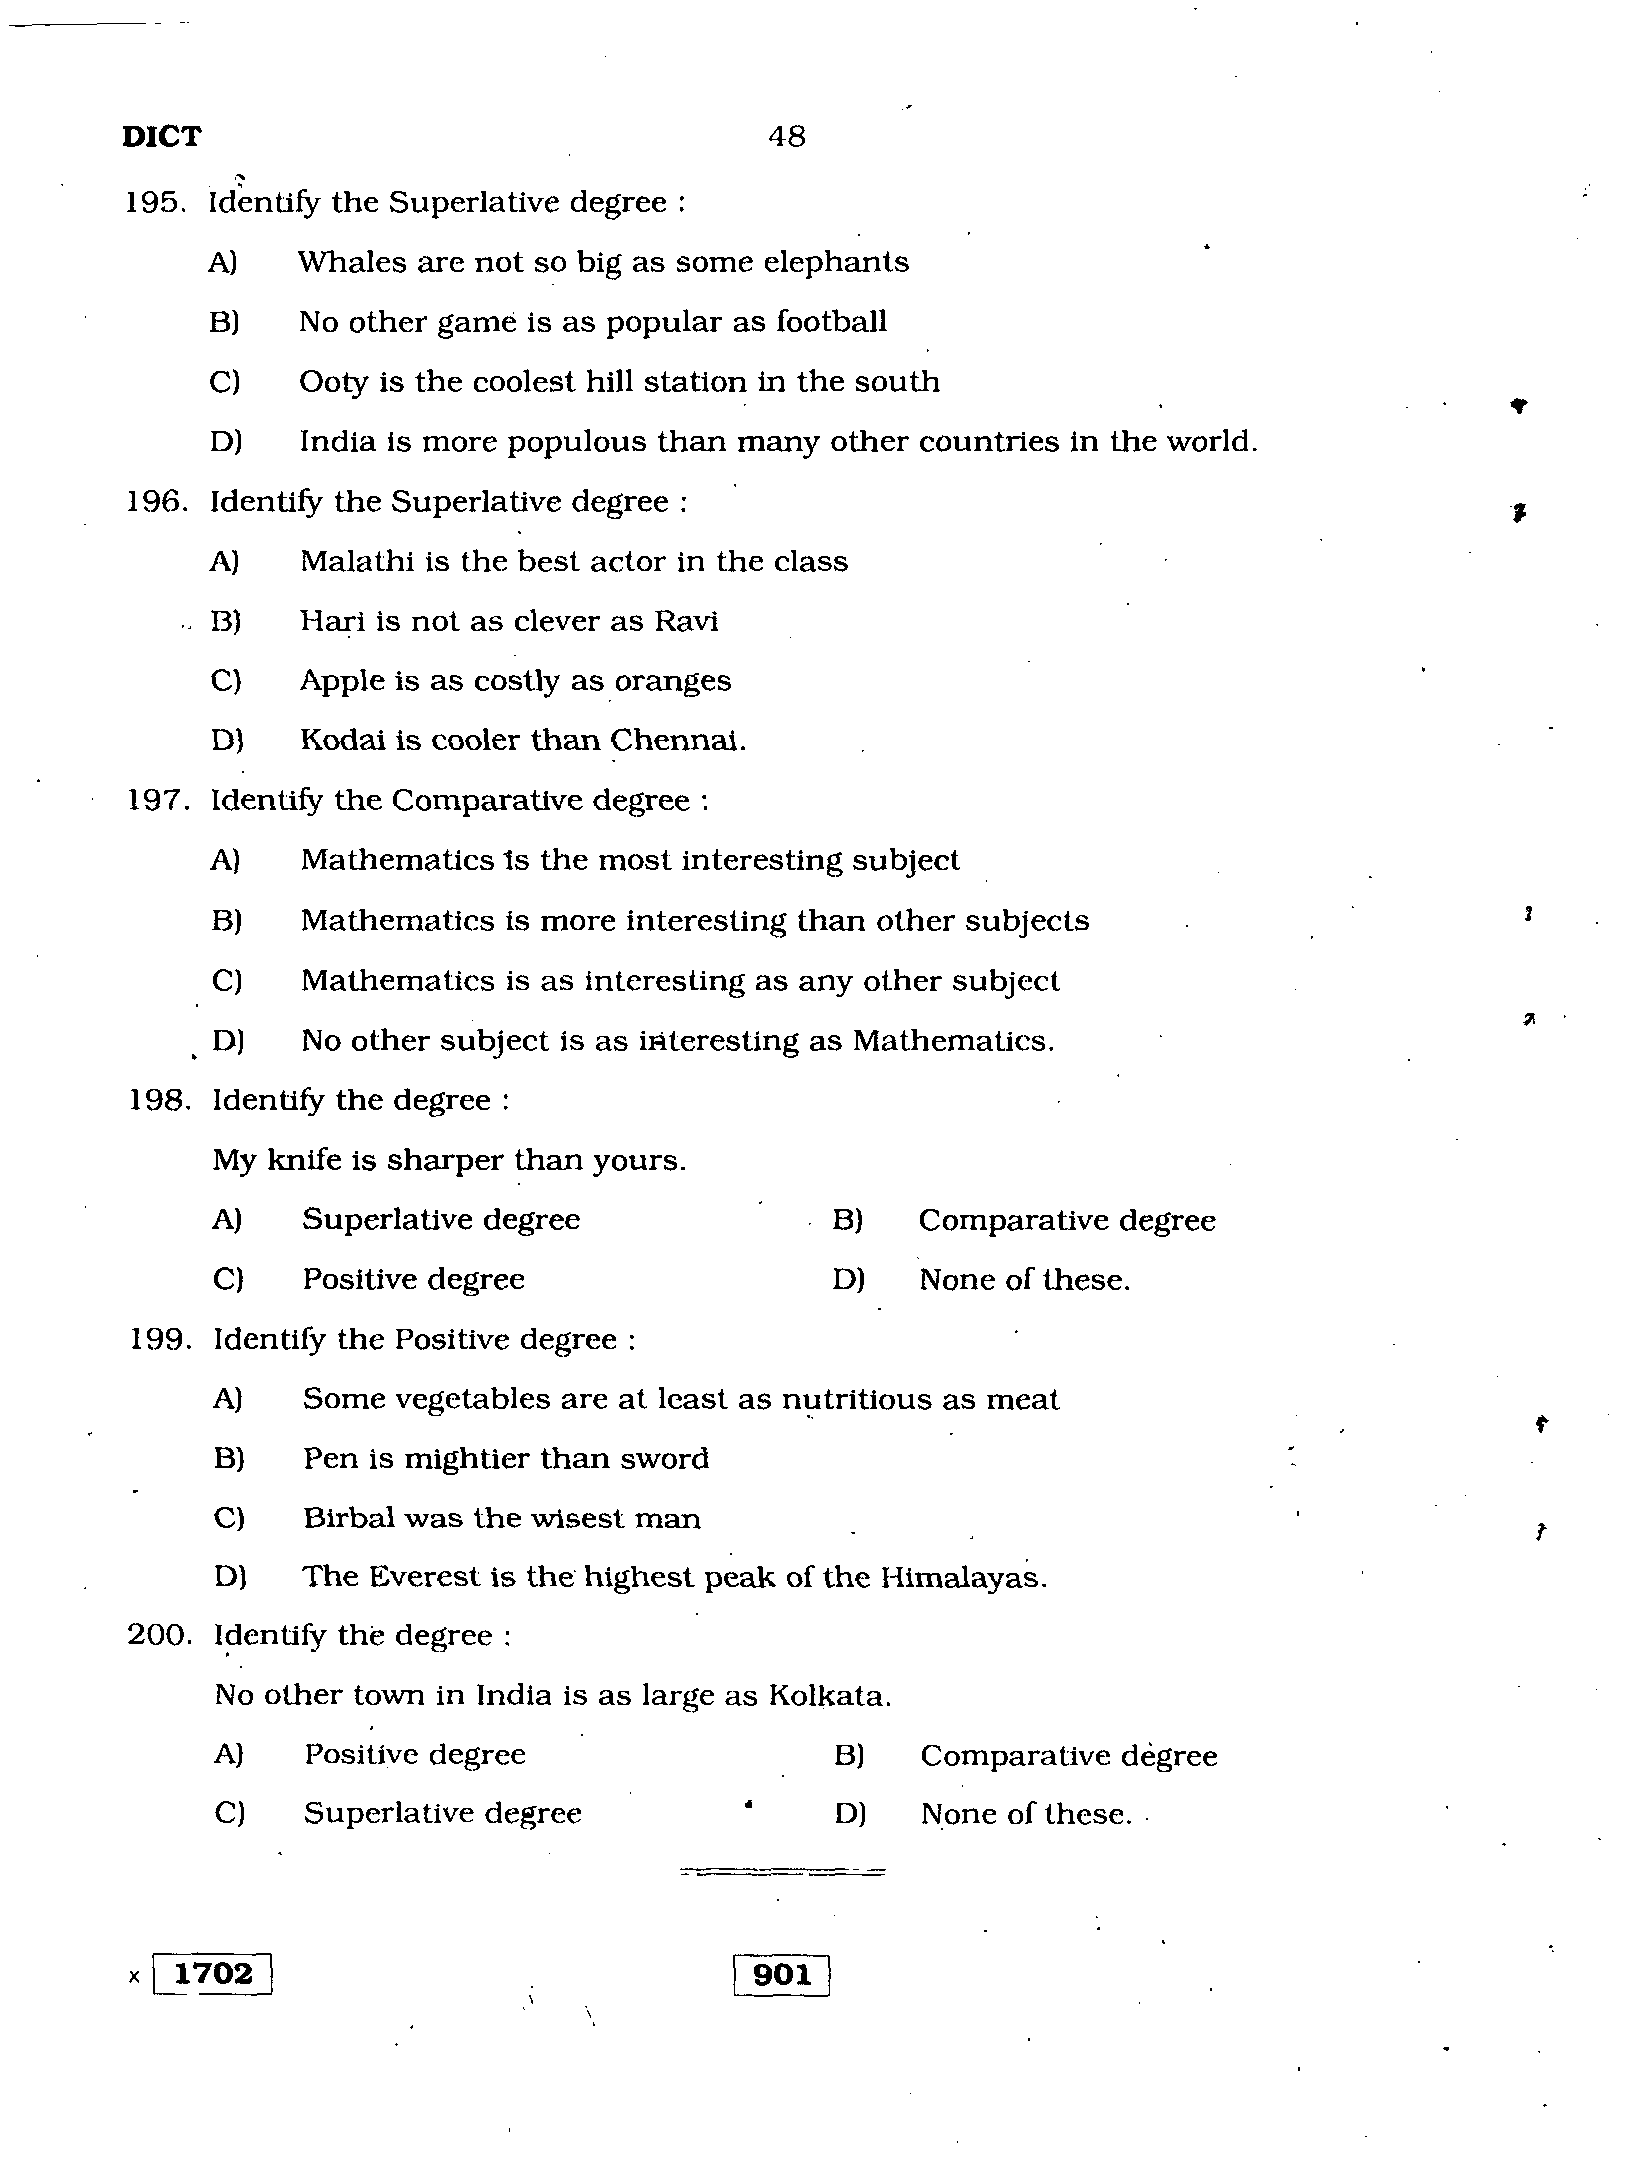 DICT 48
195. Identify the Superlative degree :
A) Whales are not so big as some elephants
B) No other game is as popular as football
C) Ooty is the coolest hill station in the south
D) India is more populous than many other countries in the world.
196. Identify the Superlative degree :
A) Malathi is the best actor in the class
B) Hari is not as clever as Ravi
C) Apple is as costly as oranges
D) Kodai is cooler than Chennai.
197. Identify the Comparative degree :
A) Mathematics is the most interesting subject
B) Mathematics is more interesting than other subjects
C) Mathematics is as interesting as any other subject
D) No other subject is as interesting as Mathematics.
198. Identify the degree :
My knife is sharper than yours.
A) Superlative degree B) Comparative degree
C) Positive degree D) None of these.
199. Identify the Positive degree :
A) Some vegetables are at least as nutritious as meat
B) Pen is mightier than sword
C) Birbal was the wisest man
D) The Everest is the highest peak of the Himalayas.
200. Identify the degree :
No other town in India is as large as Kolkata.
A) Positive degree B) Comparative degree
C) Superlative degree D) None of these.
x 1702 901